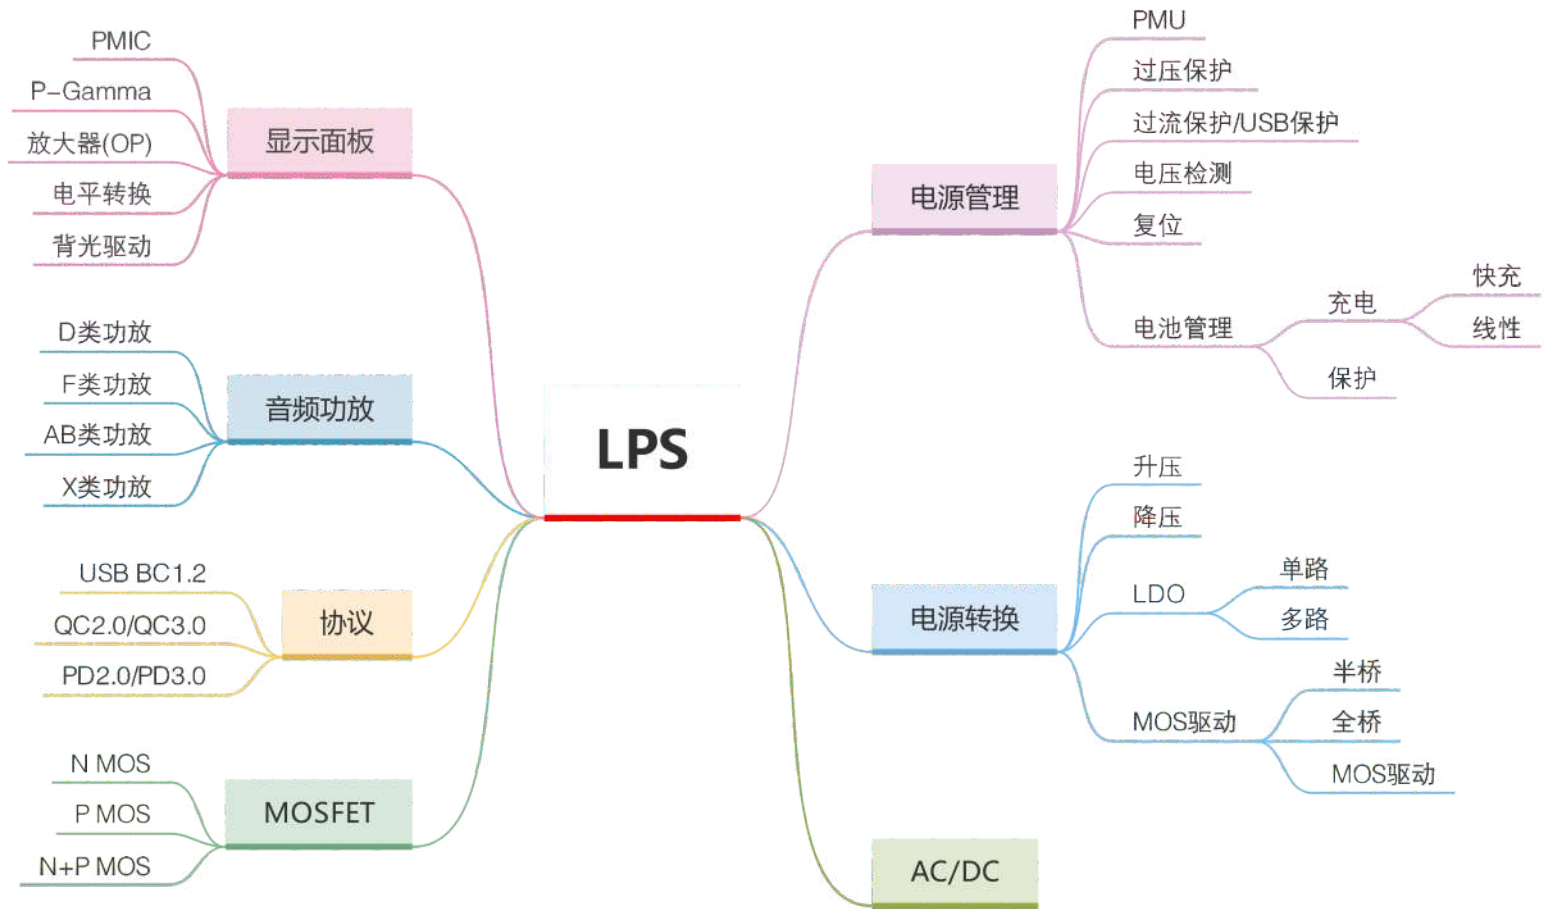 LPS
显示面板
PMIC
P-Gamma
放大器(OP)
电平转换
背光驱动
音频功放
D类功放
F类功放
AB类功放
X类功放
协议
USB BC1.2
QC2.0/QC3.0
PD2.0/PD3.0
MOSFET
N MOS
P MOS
N+P MOS
电源管理
PMU
过压保护
过流保护/USB保护
电压检测
复位
电池管理
充电
快充
线性
保护
电源转换
升压
降压
LDO
单路
多路
MOS驱动
半桥
全桥
MOS驱动
AC/DC